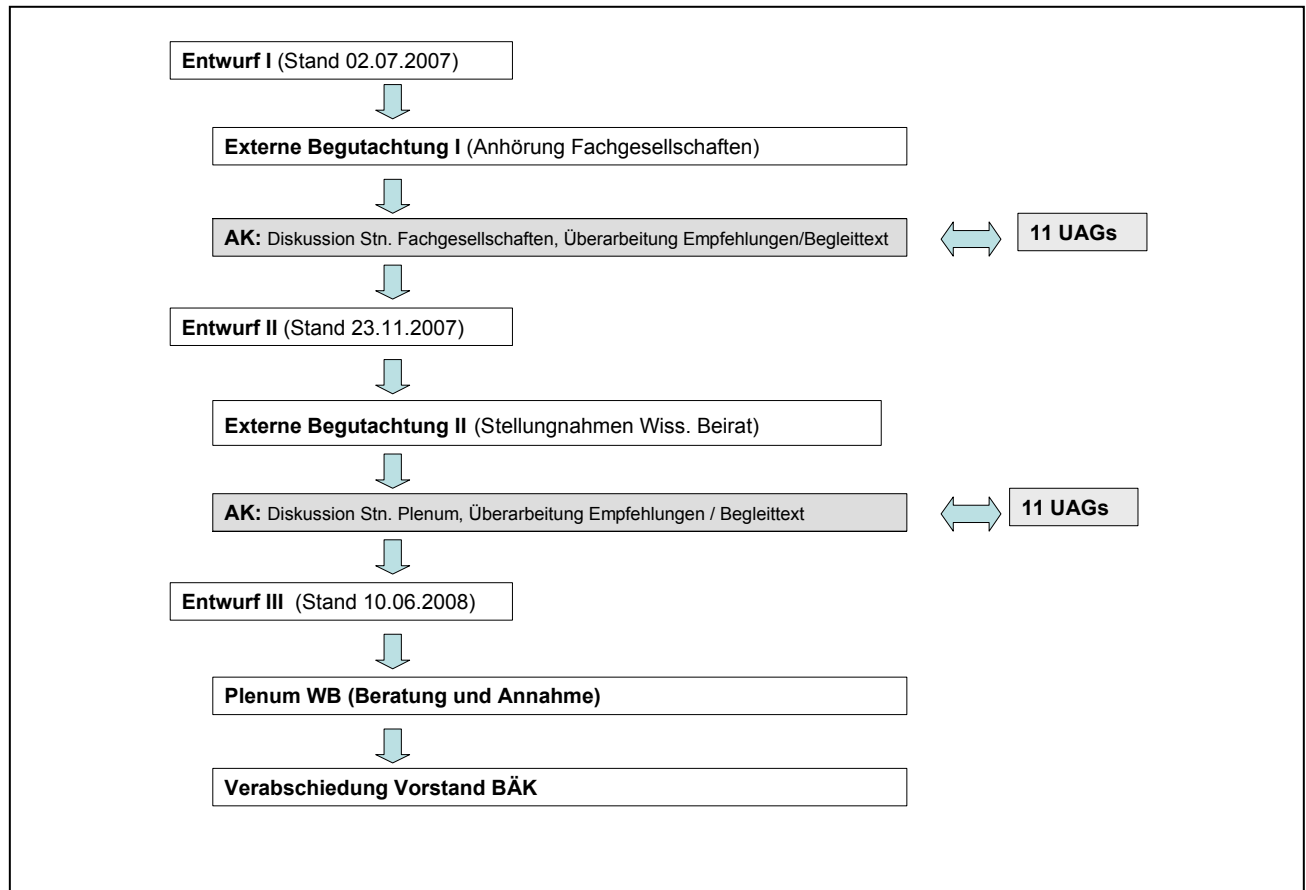 Entwurf I (Stand 02.07.2007)
Externe Begutachtung I (Anhörung Fachgesellschaften)
AK: Diskussion Stn. Fachgesellschaften, Überarbeitung Empfehlungen/Begleittext
11 UAGs
Entwurf II (Stand 23.11.2007)
Externe Begutachtung II (Stellungnahmen Wiss. Beirat)
AK: Diskussion Stn. Plenum, Überarbeitung Empfehlungen / Begleittext
11 UAGs
Entwurf III (Stand 10.06.2008)
Plenum WB (Beratung und Annahme)
Verabschiedung Vorstand BÄK